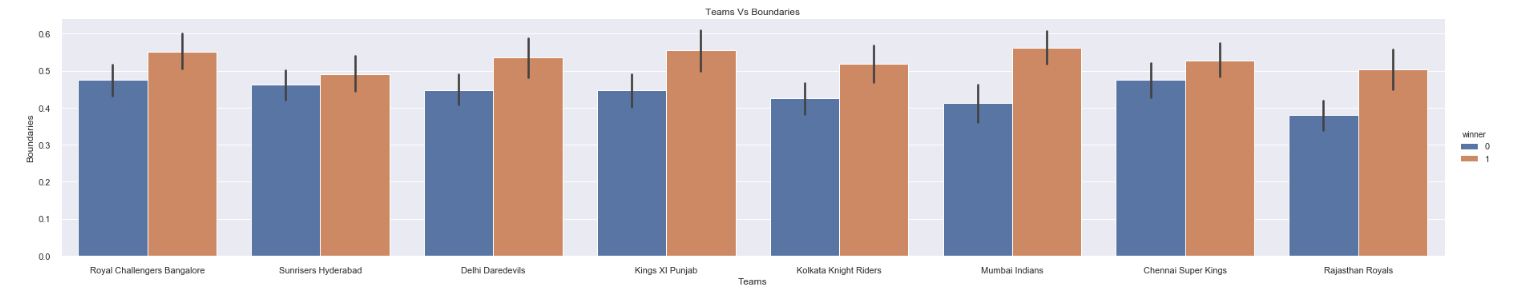 Teams Vs Boundaries
Boundaries
0.6
0.5
0.4
0.3
0.2
0.1
0.0
Royal Challengers Bangalore
Sunrisers Hyderabad
Delhi Daredevils
Kings XI Punjab
Kolkata Knight Riders
Mumbai Indians
Chennai Super Kings
Rajasthan Royals
Teams
winner
0
1